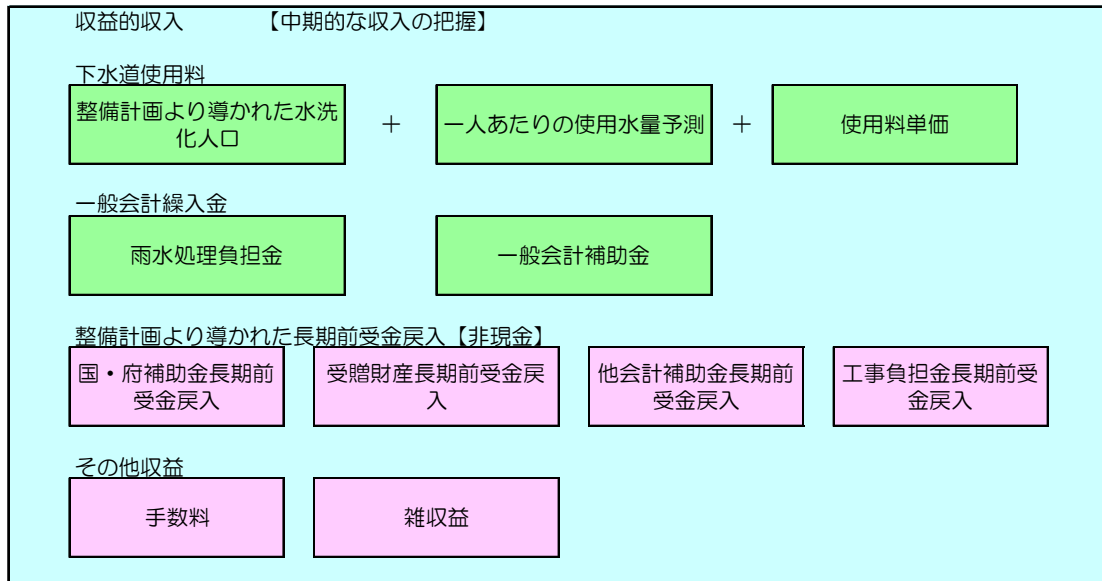 収益的収入　　　【中期的な収入の把握】
下水道使用料
整備計画より導かれた水洗
化人口
＋
一人あたりの使用水量予測
＋
使用料単価
一般会計繰入金
雨水処理負担金
一般会計補助金
整備計画より導かれた長期前受金戻入【非現金】
国・府補助金長期前
受金戻入
受贈財産長期前受金戻
入
他会計補助金長期前
受金戻入
工事負担金長期前受
金戻入
その他収益
手数料
雑収益